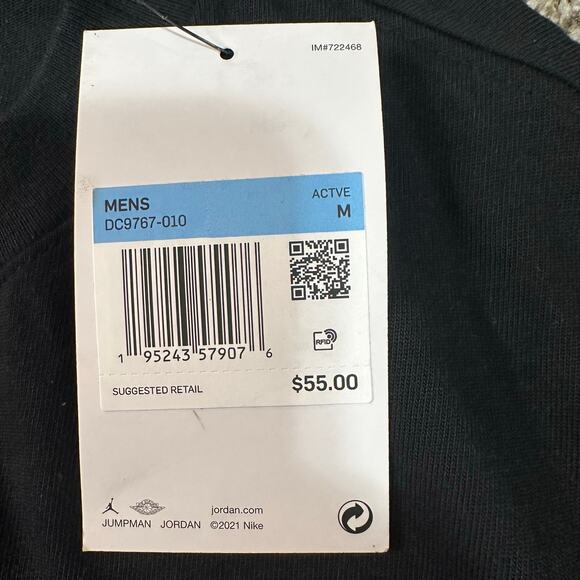 IM#722468
MENS ACTVE
DC9767-010 M
1 95243 57907 6
RFID
SUGGESTED RETAIL $55.00
jordan.com
JUMPMAN JORDAN ©2021 Nike